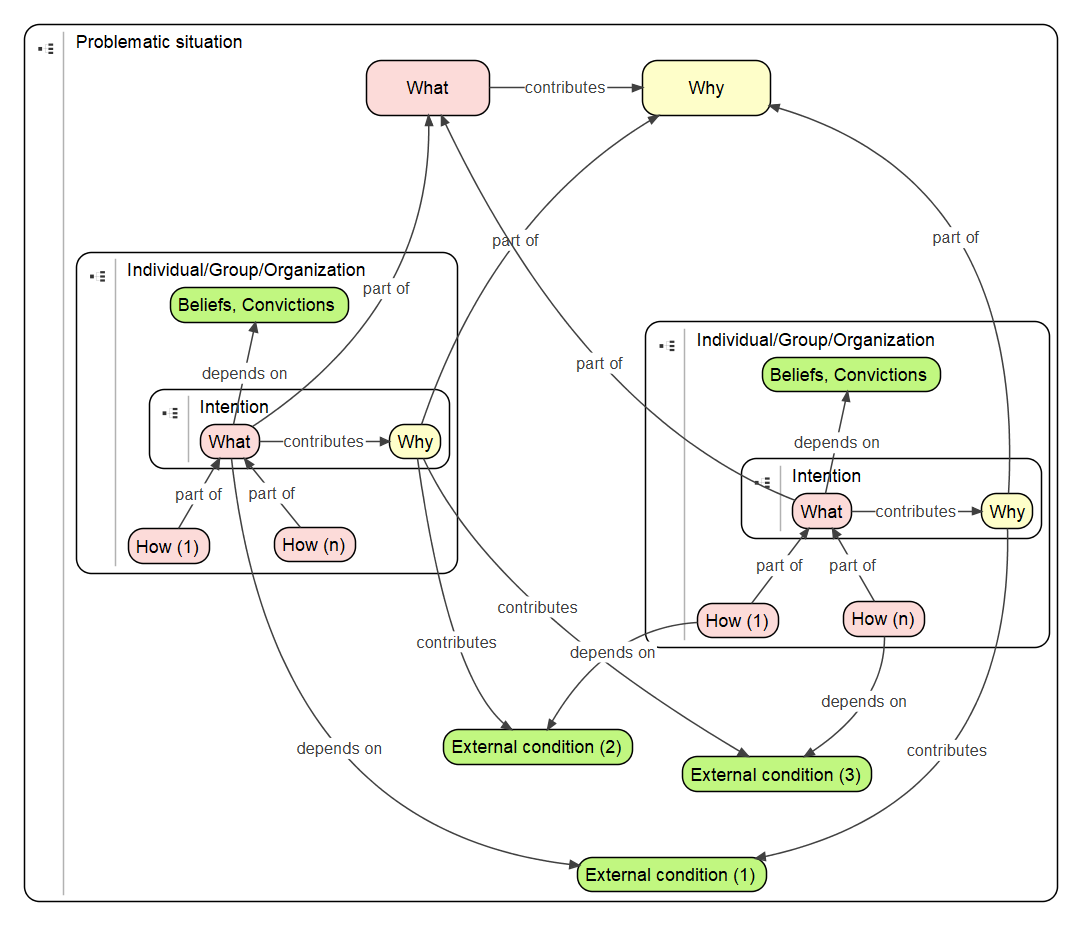 Problematic situation
What
contributes
Why
part of
part of
Individual/Group/Organization
part of
Beliefs, Convictions
Individual/Group/Organization
part of
depends on
Beliefs, Convictions
Intention
What
contributes
Why
depends on
Intention
part of
part of
What
contributes
Why
How (1)
How (n)
part of
part of
contributes
How (1)
How (n)
contributes
depends on
depends on
External condition (2)
depends on
contributes
External condition (3)
External condition (1)